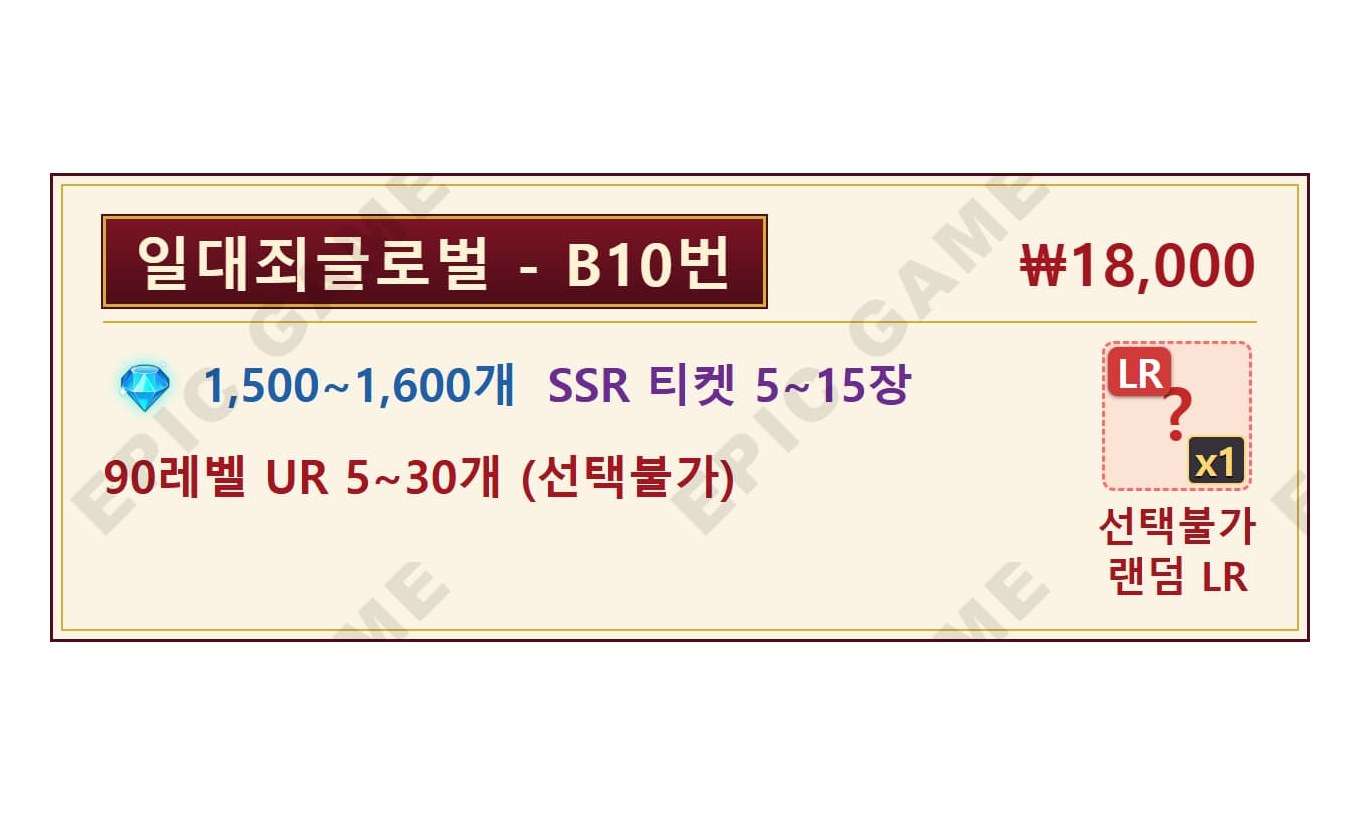 일대죄글로벌 - B10번
₩18,000
1,500~1,600개 SSR 티켓 5~15장
90레벨 UR 5~30개 (선택불가)
LR
?
x1
선택불가
랜덤 LR
EPIC GAME
EPIC GAME